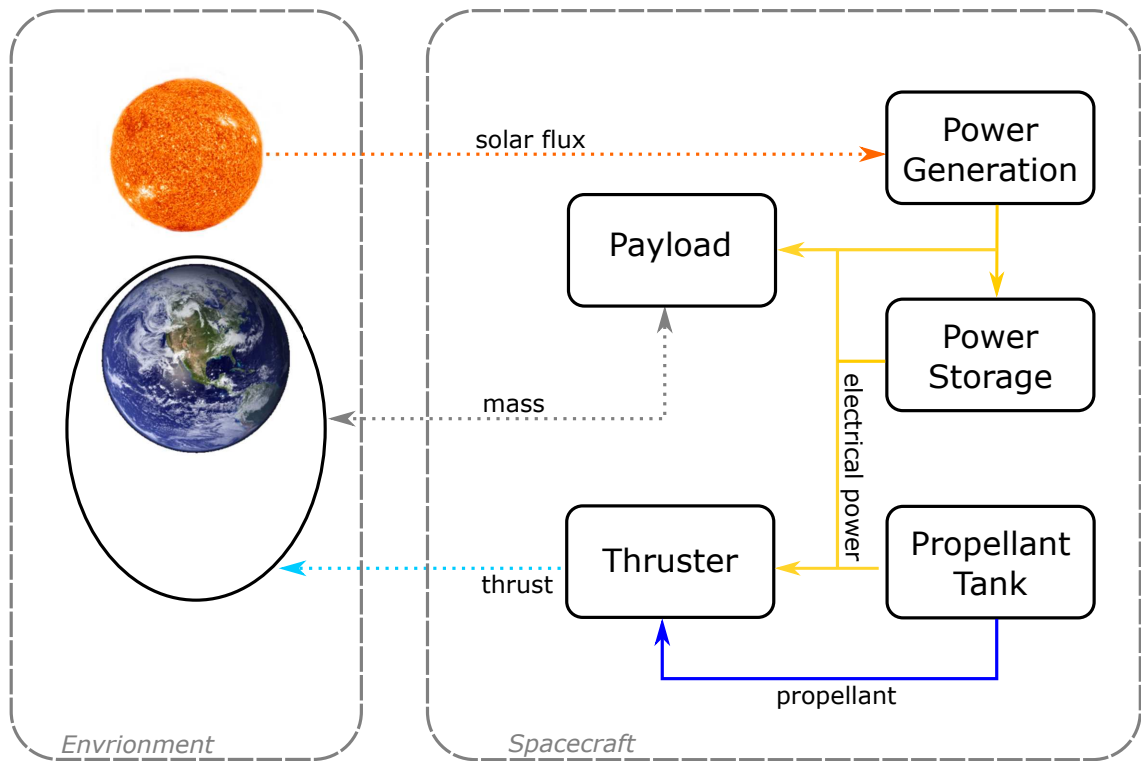 solar flux
Power
Generation
Payload
Power
Storage
mass
electrical power
Thruster
thrust
Propellant
Tank
propellant
Envrionment
Spacecraft